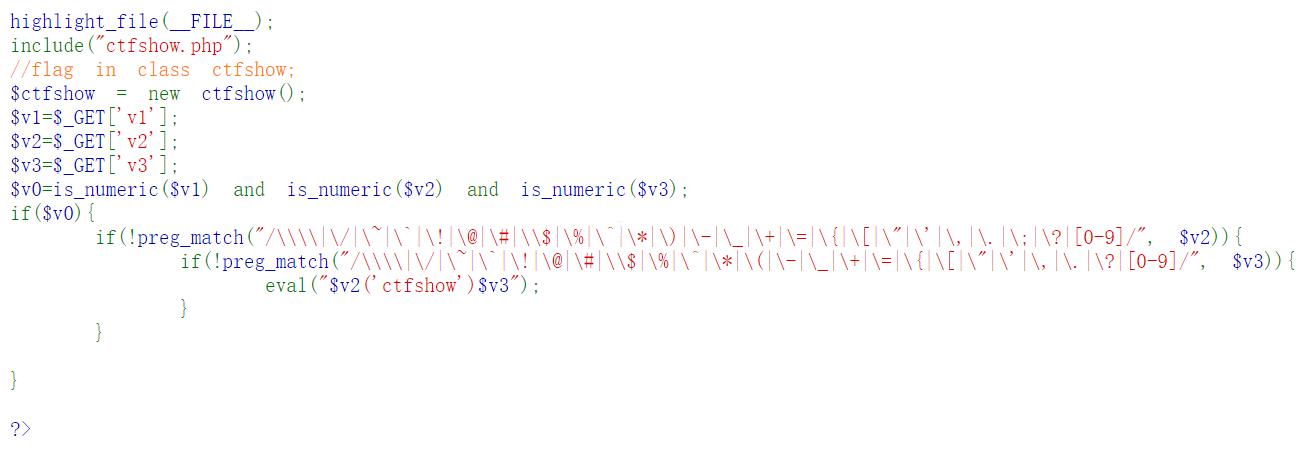 highlight_file(__FILE__);
include("ctfshow.php");
//flag in class ctfshow;
$ctfshow = new ctfshow();
$v1=$_GET['v1'];
$v2=$_GET['v2'];
$v3=$_GET['v3'];
$v0=is_numeric($v1) and is_numeric($v2) and is_numeric($v3);
if($v0){
if(!preg_match("/\\\\|\/|\~|\`|\!|\@|\#|\\$|\%|\^|\*|\)|\-|\_|\+|\=|\{|\[|\"|\'|\,|\.|\;|\?|[0-9]/", $v2)){
if(!preg_match("/\\\\|\/|\~|\`|\!|\@|\#|\\$|\%|\^|\*|\(|\-|\_|\+|\=|\{|\[|\"|\'|\,|\.|\?|[0-9]/", $v3)){
eval("$v2('ctfshow')$v3");
}
}
}
?>